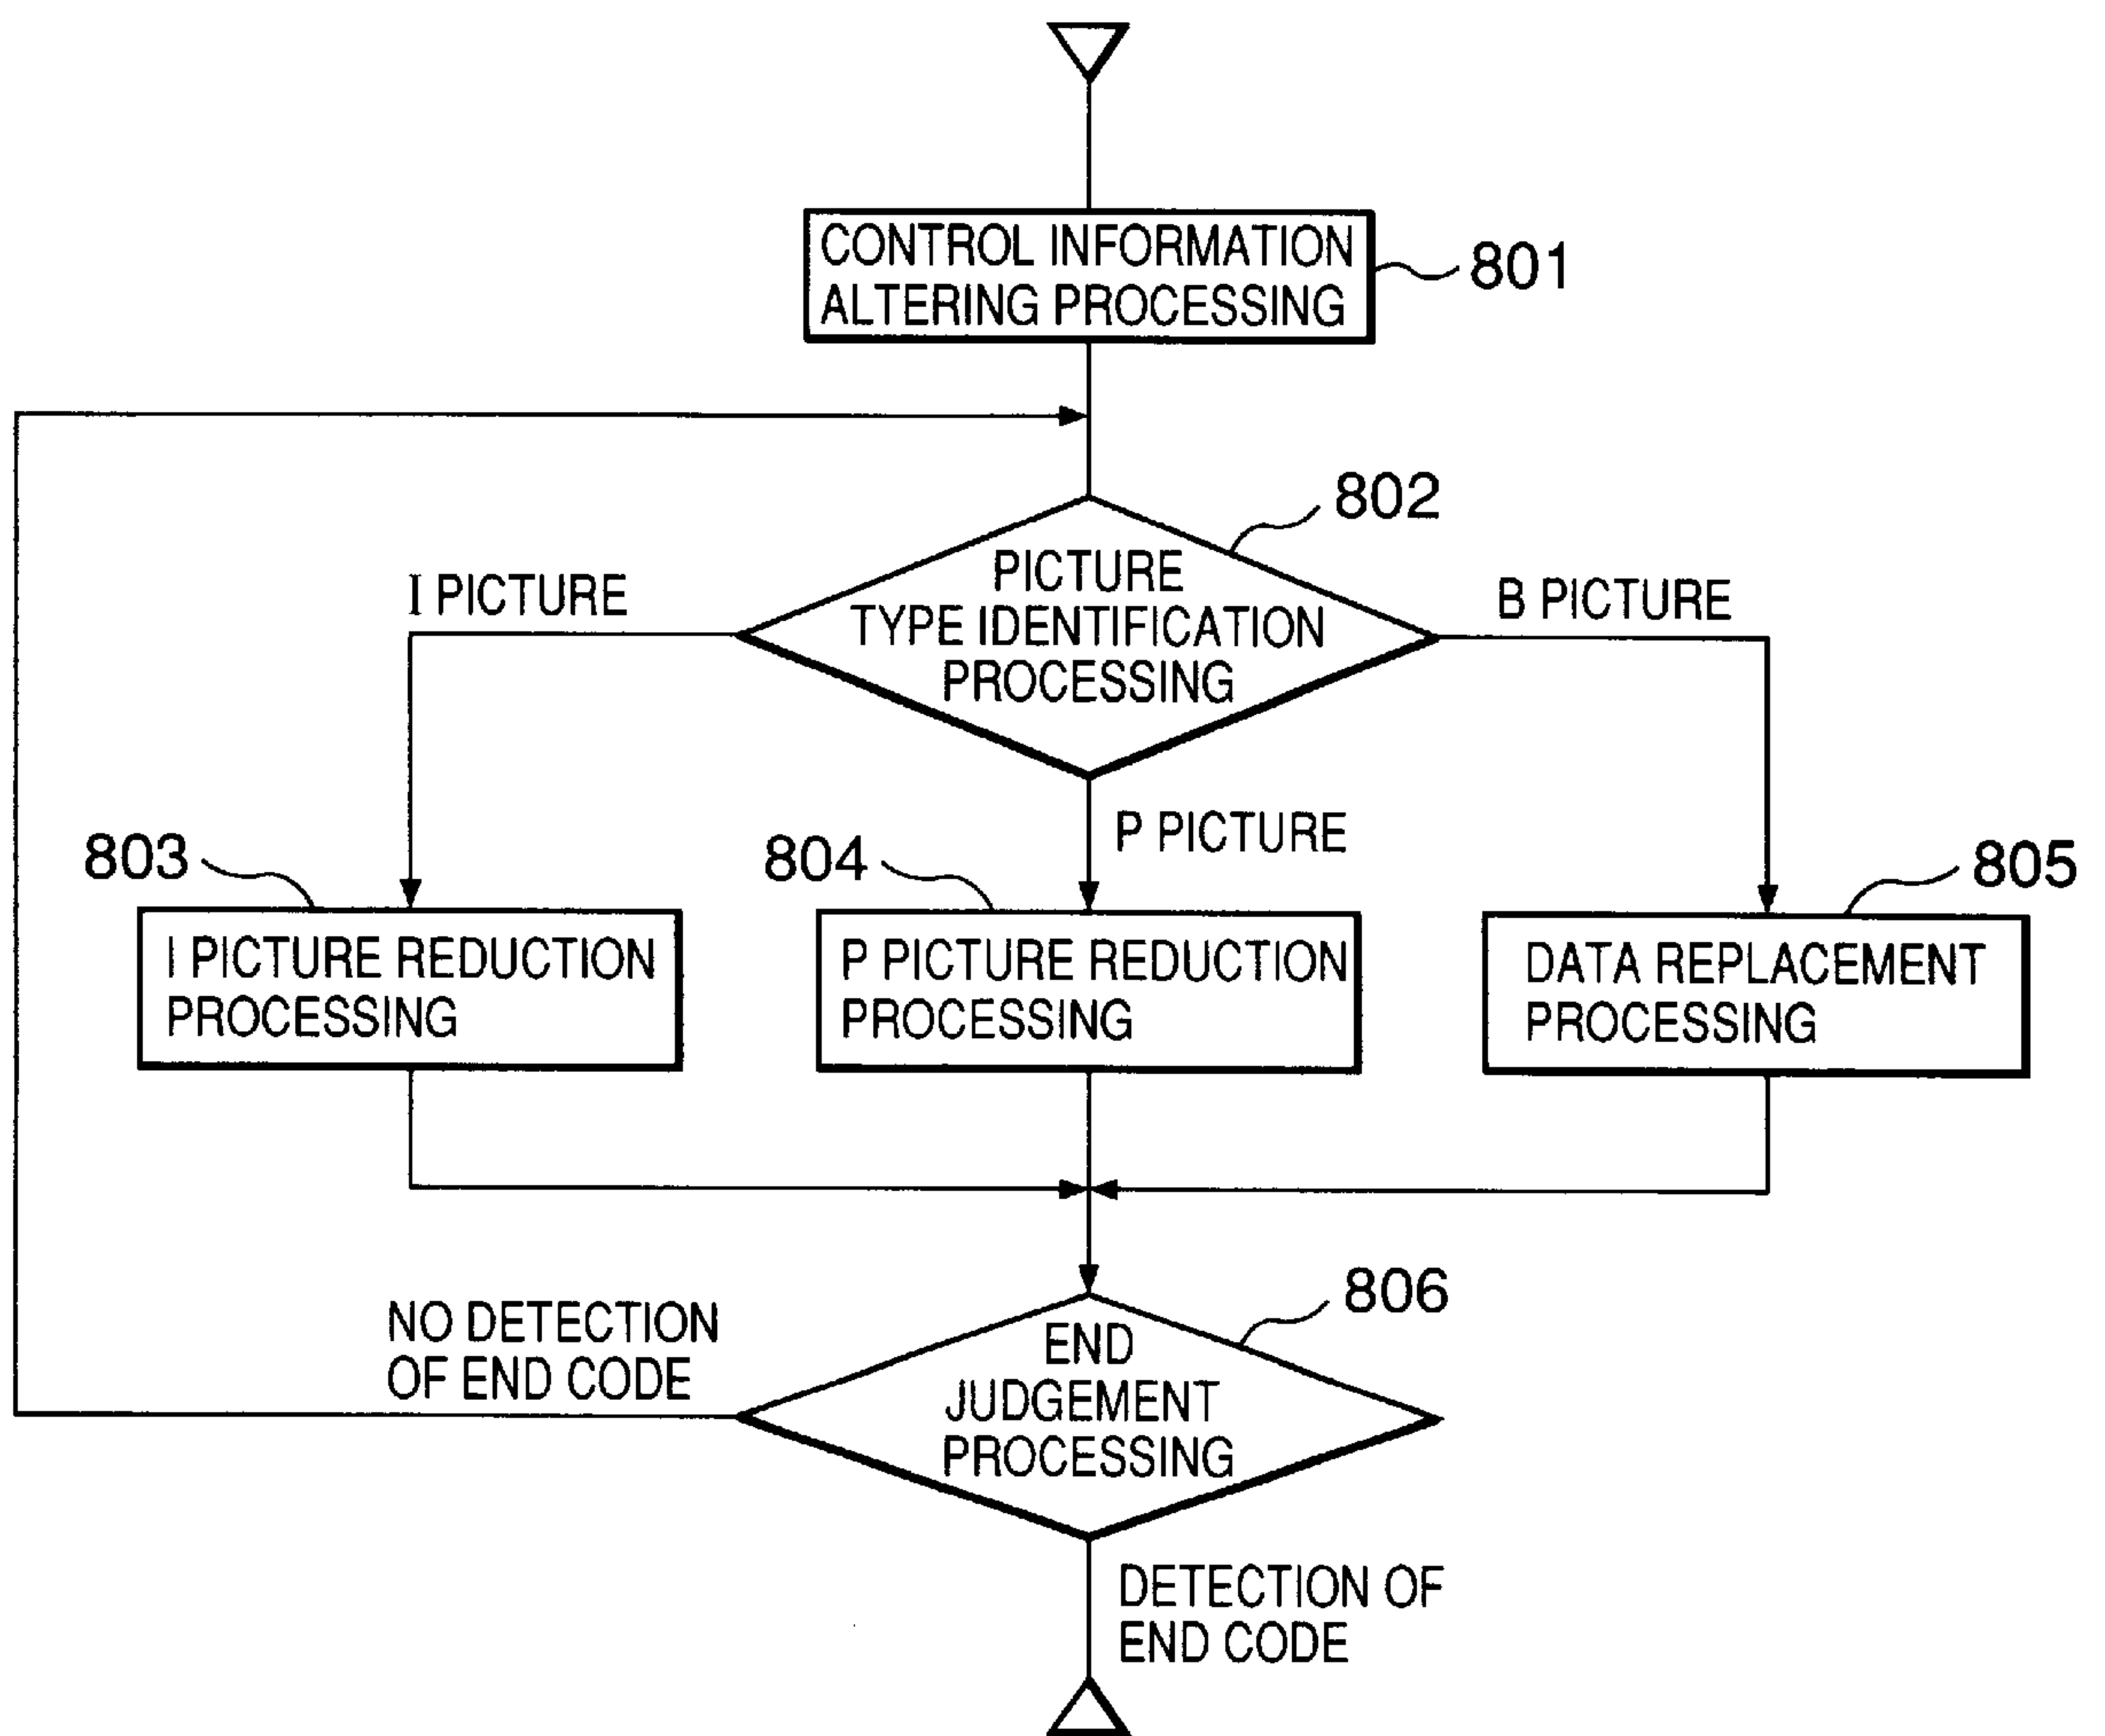 CONTROL INFORMATION
ALTERING PROCESSING
801
802
PICTURE
TYPE IDENTIFICATION
PROCESSING
I PICTURE
B PICTURE
P PICTURE
803
804
805
I PICTURE REDUCTION
PROCESSING
P PICTURE REDUCTION
PROCESSING
DATA REPLACEMENT
PROCESSING
806
NO DETECTION
OF END CODE
END
JUDGEMENT
PROCESSING
DETECTION OF
END CODE